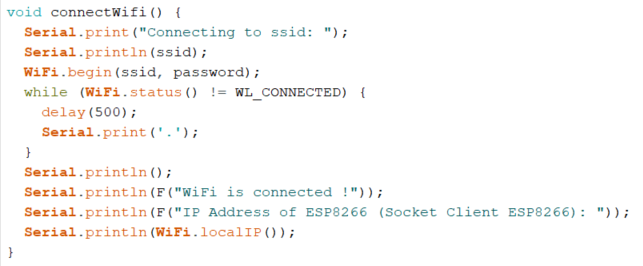 void connectWifi() {
  Serial.print("Connecting to ssid: ");
  Serial.println(ssid);
  WiFi.begin(ssid, password);
  while (WiFi.status() != WL_CONNECTED) {
    delay(500);
    Serial.print('.');
  }
  Serial.println();
  Serial.println(F("WiFi is connected !"));
  Serial.println(F("IP Address of ESP8266 (Socket Client ESP8266): "));
  Serial.println(WiFi.localIP());
}